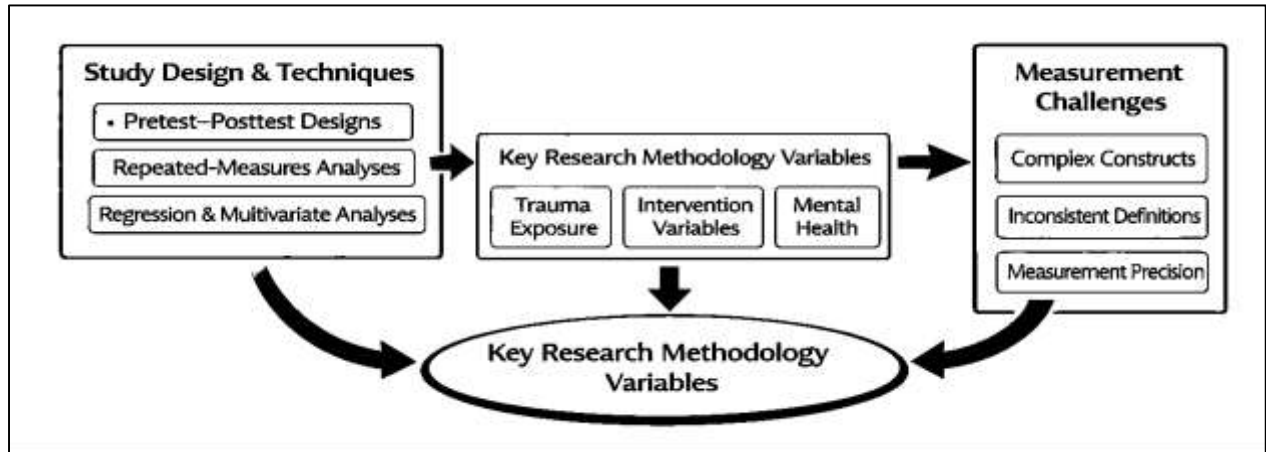 Study Design & Techniques
• Pretest–Posttest Designs
Repeated-Measures Analyses
Regression & Multivariate Analyses
Key Research Methodology Variables
Trauma
Exposure
Intervention
Variables
Mental
Health
Measurement
Challenges
Complex Constructs
Inconsistent Definitions
Measurement Precision
Key Research Methodology
Variables